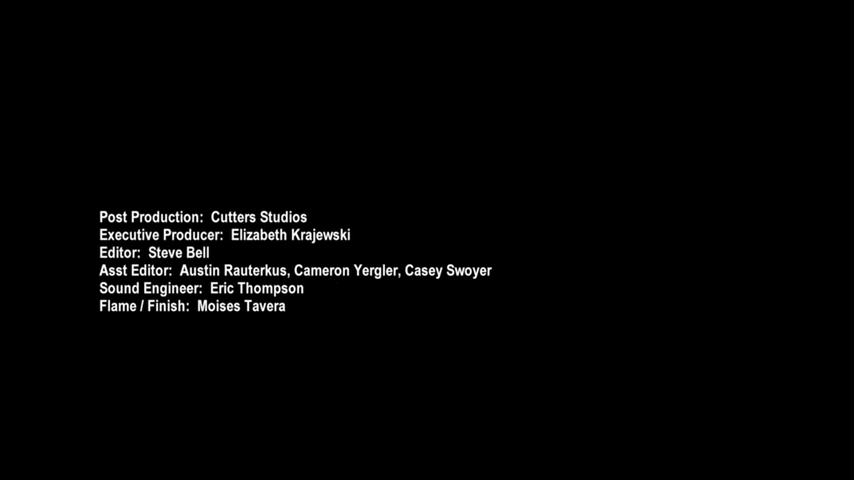 Post Production:  Cutters Studios
Executive Producer:  Elizabeth Krajewski
Editor:  Steve Bell
Asst Editor:  Austin Rauterkus, Cameron Yergler, Casey Swoyer
Sound Engineer:  Eric Thompson
Flame / Finish:  Moises Tavera